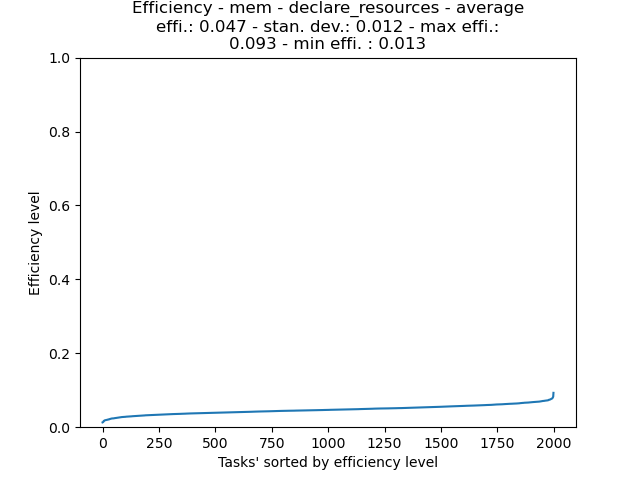 Efficiency - mem - declare_resources - average
effi.: 0.047 - stan. dev.: 0.012 - max effi.:
0.093 - min effi. : 0.013
1.0
0.8
0.6
0.4
0.2
0.0
Efficiency level
0 250 500 750 1000 1250 1500 1750 2000
Tasks' sorted by efficiency level